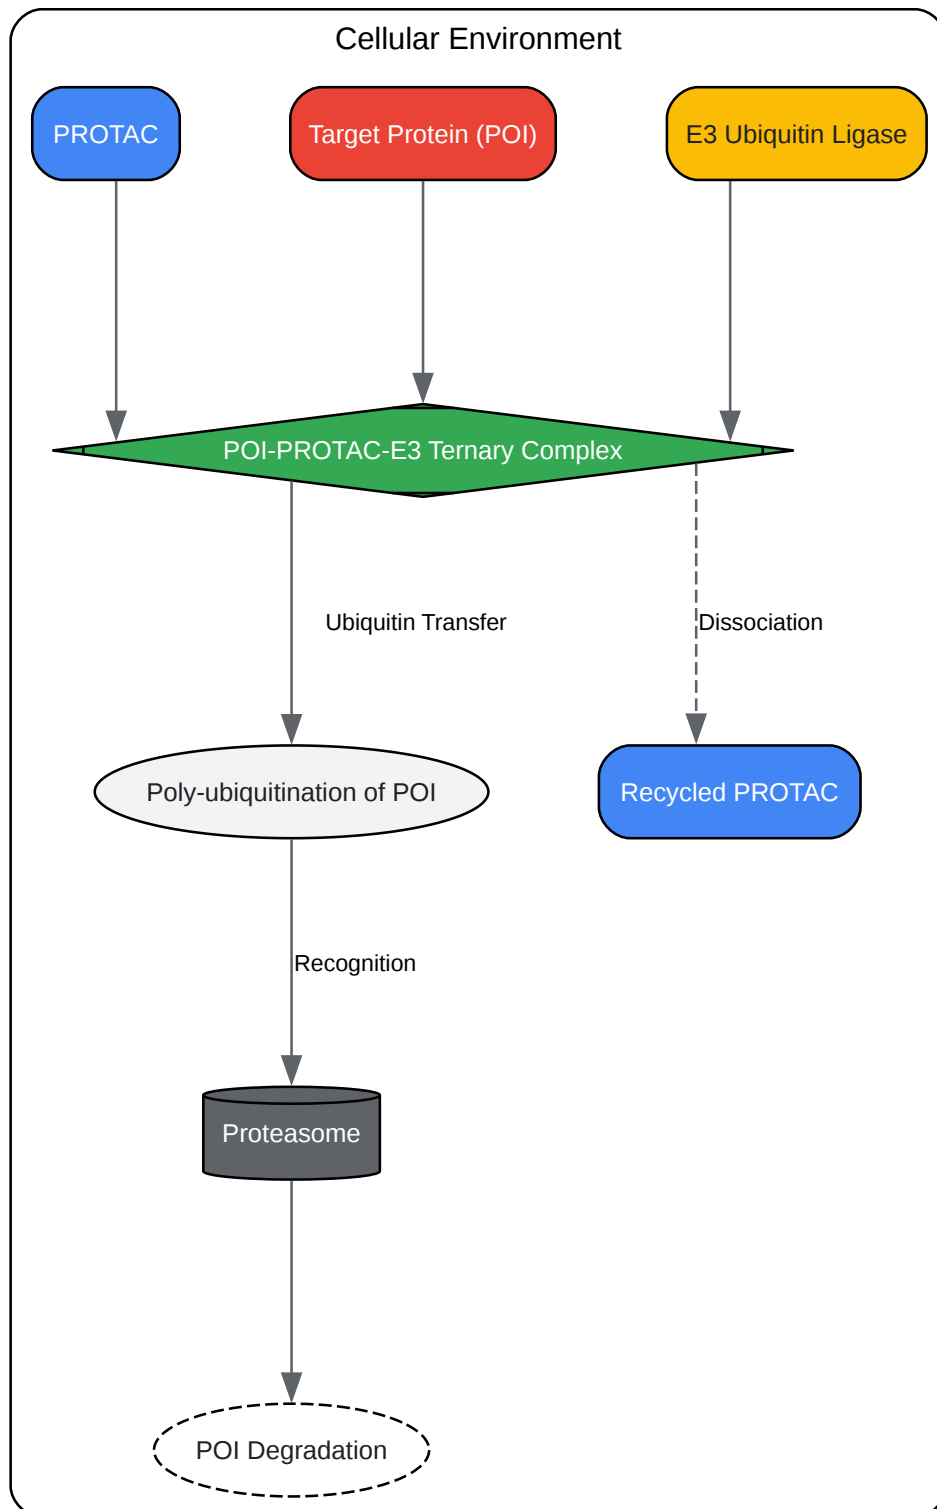 Cellular Environment
PROTAC
Target Protein (POI)
E3 Ubiquitin Ligase
POI-PROTAC-E3 Ternary Complex
Ubiquitin Transfer
Dissociation
Poly-ubiquitination of POI
Recycled PROTAC
Recognition
Proteasome
POI Degradation